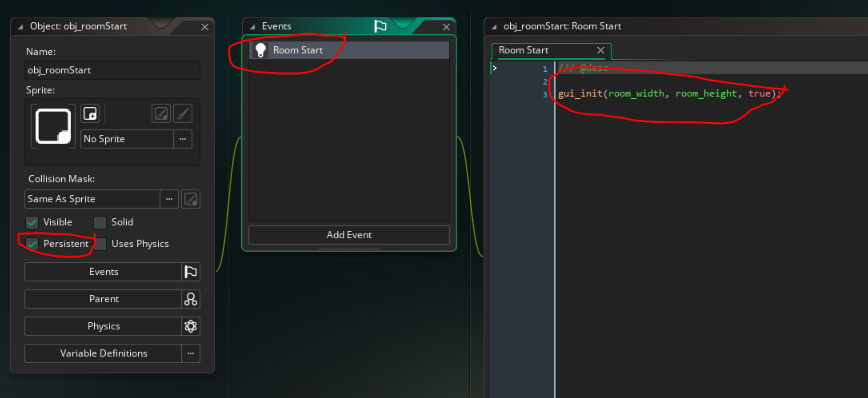 Object: obj_roomStart
Name:
obj_roomStart
Sprite:
No Sprite
...
Collision Mask:
Same As Sprite
...
Visible
Solid
Persistent
Uses Physics
Events
Parent
Physics
Variable Definitions
...
Events
Room Start
Add Event
obj_roomStart: Room Start
Room Start
1 /// @desc
2
3 gui_init(room_width, room_height, true);